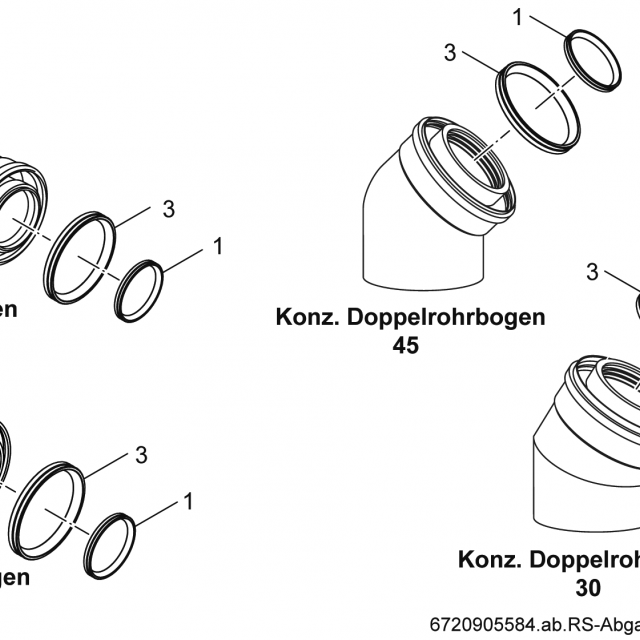 1
3
3
1
3
en
Konz. Doppelrohrbogen
45
3
1
gen
Konz. Doppelroh
30
6720905584.ab.RS-Abga